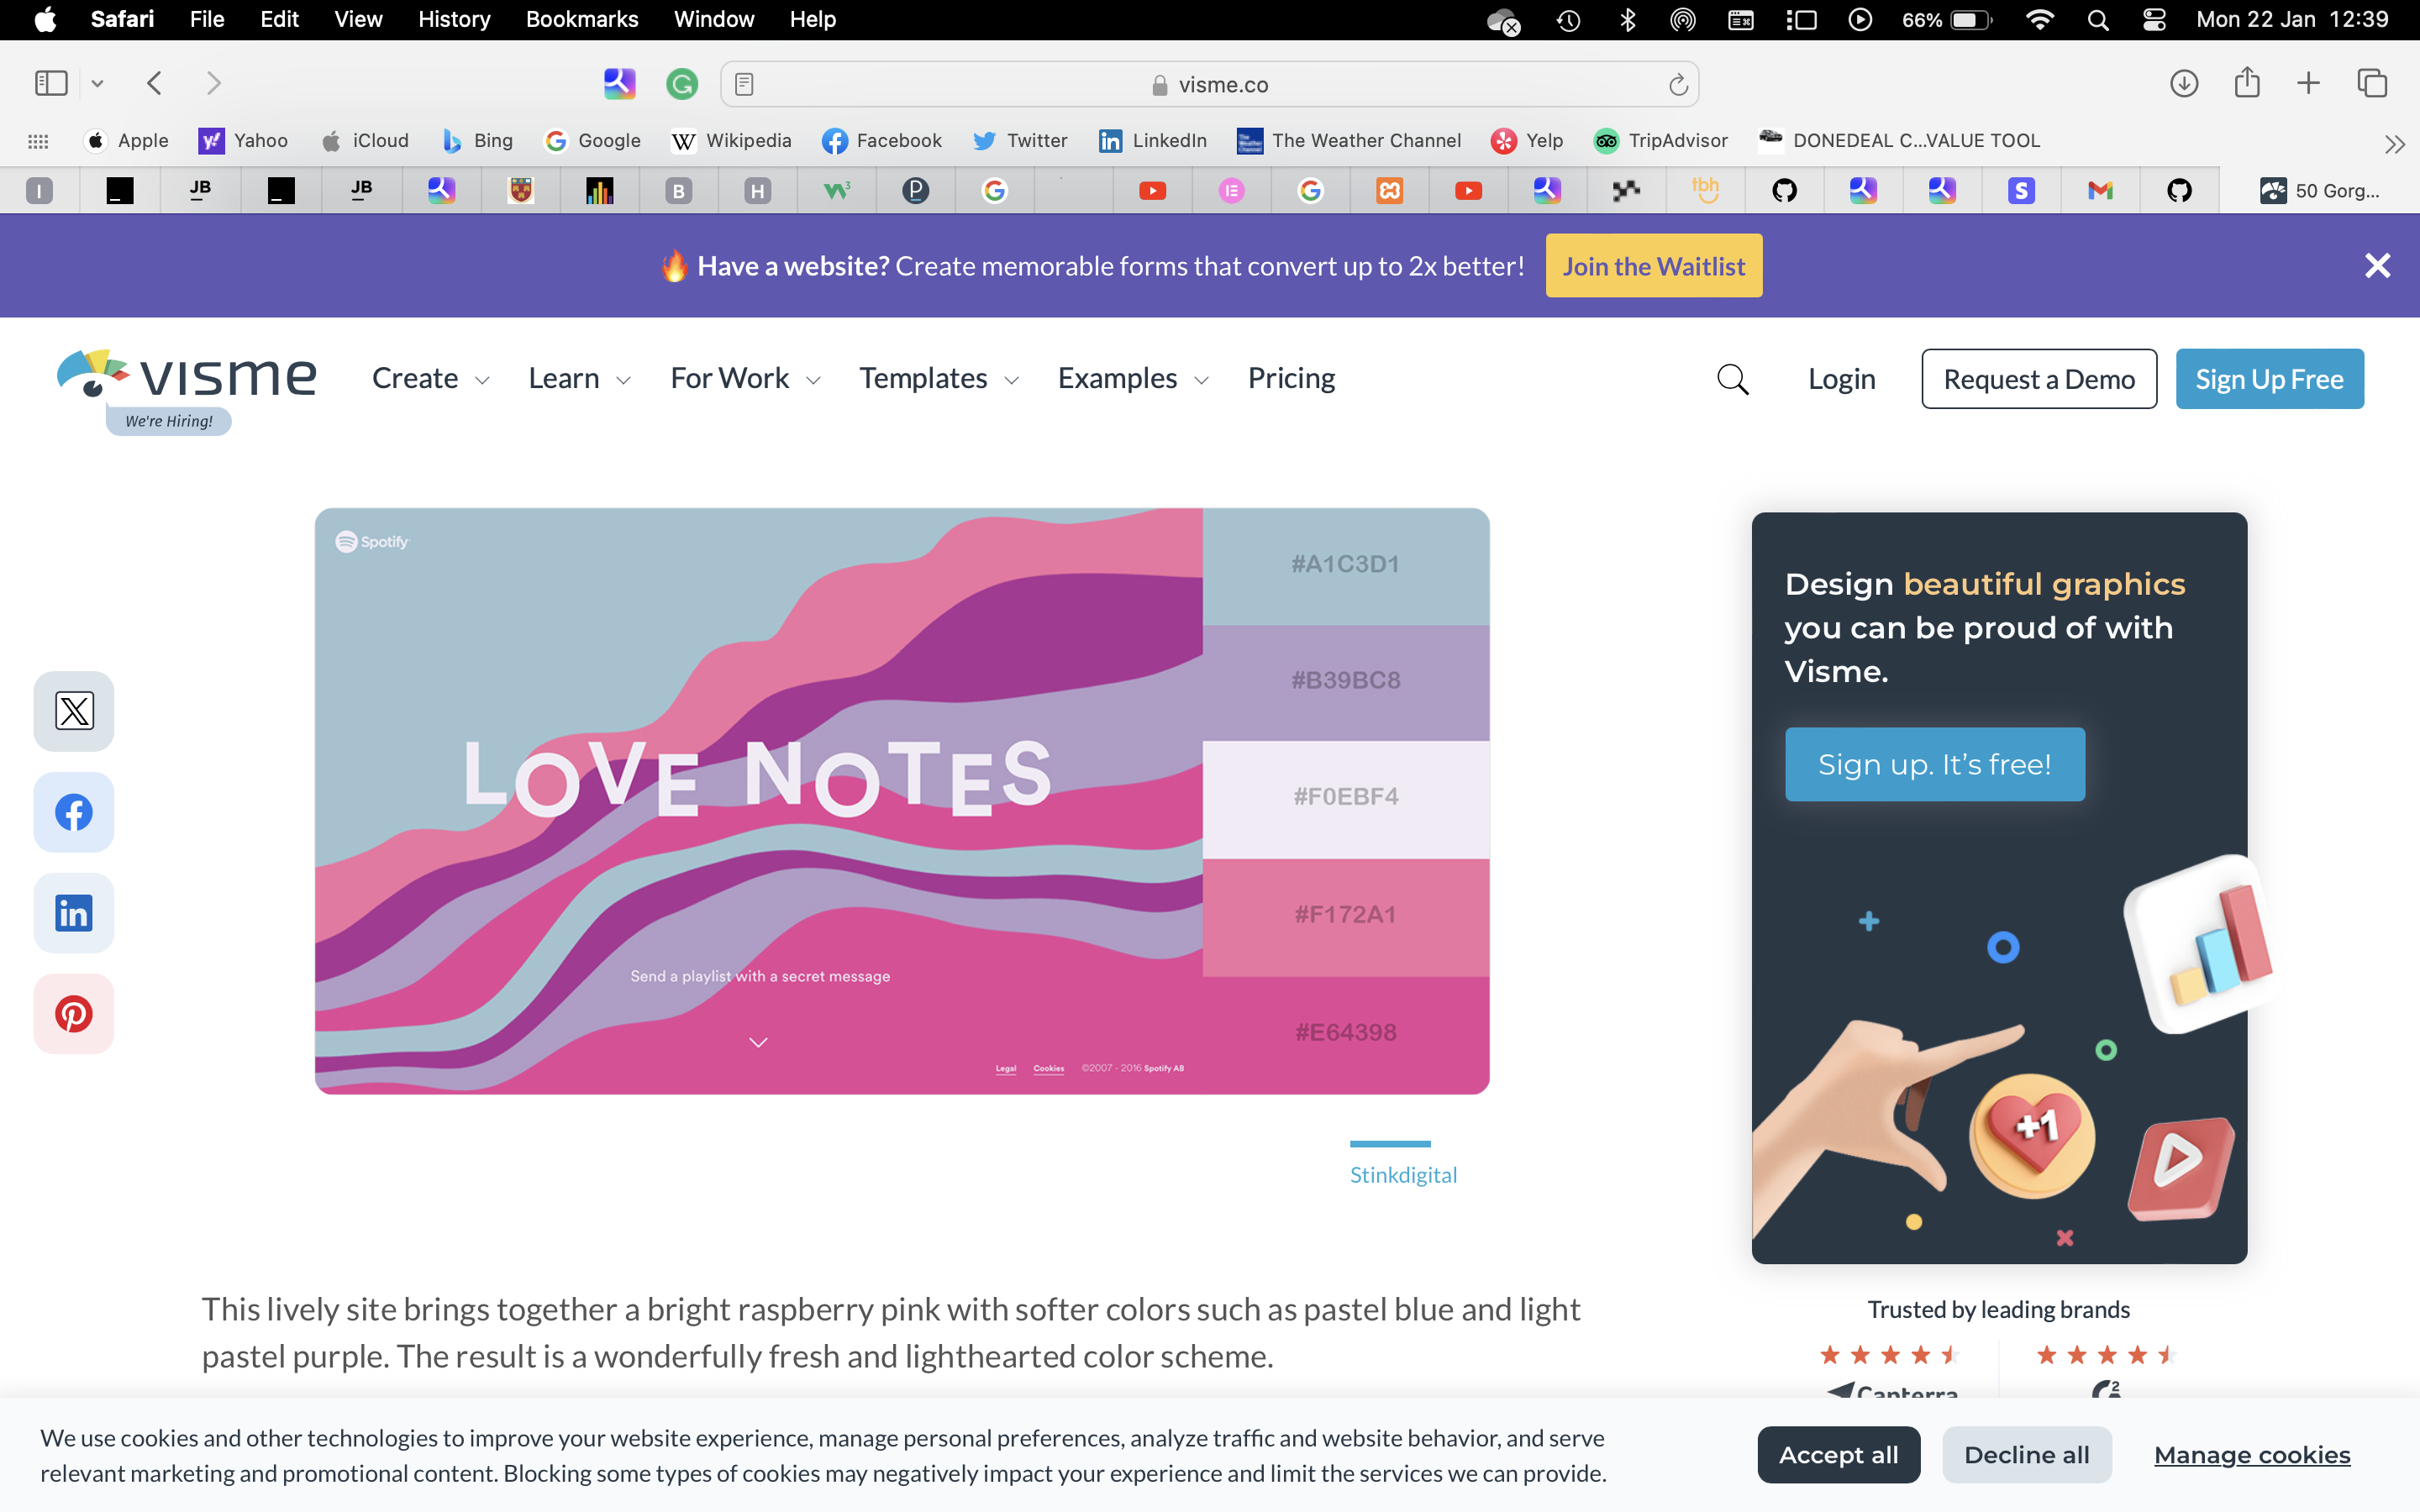 Safari File Edit View History Bookmarks Window Help 66% Mon 22 Jan 12:39
visme.co
Apple Yahoo iCloud Bing Google Wikipedia Facebook Twitter LinkedIn The Weather Channel Yelp TripAdvisor DONEDEAL C...VALUE TOOL
I JB JB B H tbh S 50 Gorg...
Have a website? Create memorable forms that convert up to 2x better! Join the Waitlist
visme Create Learn For Work Templates Examples Pricing Login Request a Demo Sign Up Free
We're Hiring!
Spotify
LOVE NOTES
Send a playlist with a secret message
Legal Cookies ©2007 - 2016 Spotify AB
#A1C3D1
#B39BC8
#F0EBF4
#F172A1
#E64398
Stinkdigital
Design beautiful graphics
you can be proud of with
Visme.
Sign up. It's free!
+1
Trusted by leading brands
Capterra
This lively site brings together a bright raspberry pink with softer colors such as pastel blue and light
pastel purple. The result is a wonderfully fresh and lighthearted color scheme.
We use cookies and other technologies to improve your website experience, manage personal preferences, analyze traffic and website behavior, and serve
relevant marketing and promotional content. Blocking some types of cookies may negatively impact your experience and limit the services we can provide.
Accept all Decline all Manage cookies